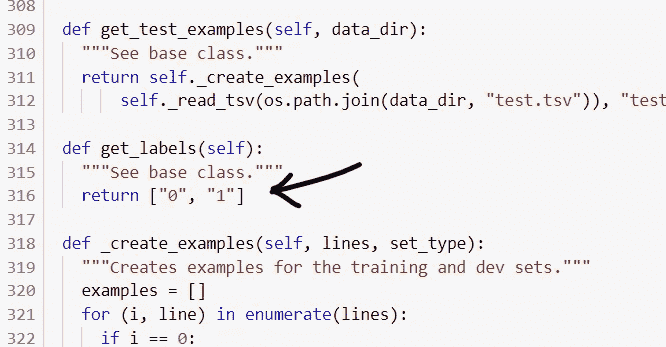 308
309 def get_test_examples(self, data_dir):
310 """See base class."""
311 return self._create_examples(
312 self._read_tsv(os.path.join(data_dir, "test.tsv")), "test
313
314 def get_labels(self):
315 """See base class."""
316 return ["0", "1"]
317
318 def _create_examples(self, lines, set_type):
319 """Creates examples for the training and dev sets."""
320 examples = []
321 for (i, line) in enumerate(lines):
322 if i == 0: